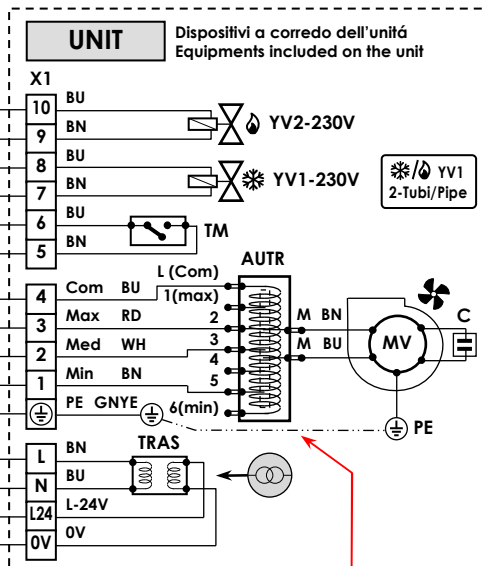 UNIT
Dispositivi a corredo dell'unitá
Equipments included on the unit
X1
10 BU
9 BN
YV2-230V
8 BU
7 BN
YV1-230V
YV1
2-Tubi/Pipe
6 BU
5 BN
TM
AUTR
L (Com)
4 Com BU
1(max)
3 Max RD
2
2 Med WH
3
4
1 Min BN
5
6(min)
M BN
M BU
MV
C
PE GNYE
PE
TRAS
L BN
N BU
L24 L-24V
0V 0V